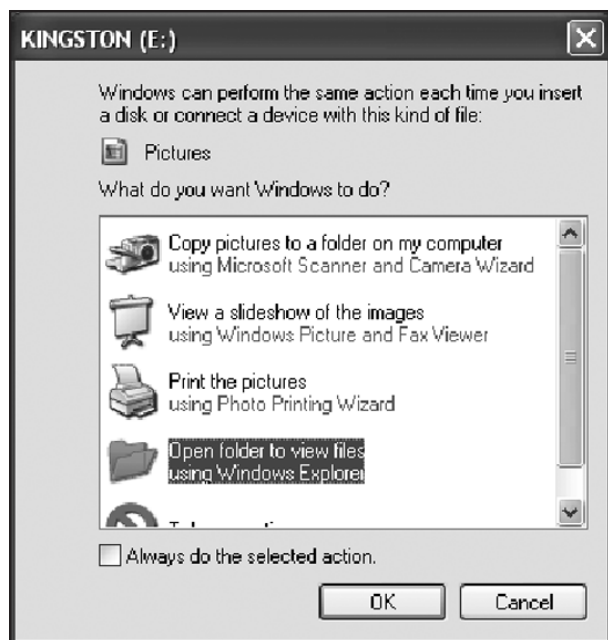 KINGSTON (E:)
Windows can perform the same action each time you insert
a disk or connect a device with this kind of file:
Pictures
What do you want Windows to do?
Copy pictures to a folder on my computer
using Microsoft Scanner and Camera Wizard
View a slideshow of the images
using Windows Picture and Fax Viewer
Print the pictures
using Photo Printing Wizard
Open folder to view files
using Windows Explorer
Always do the selected action.
OK
Cancel